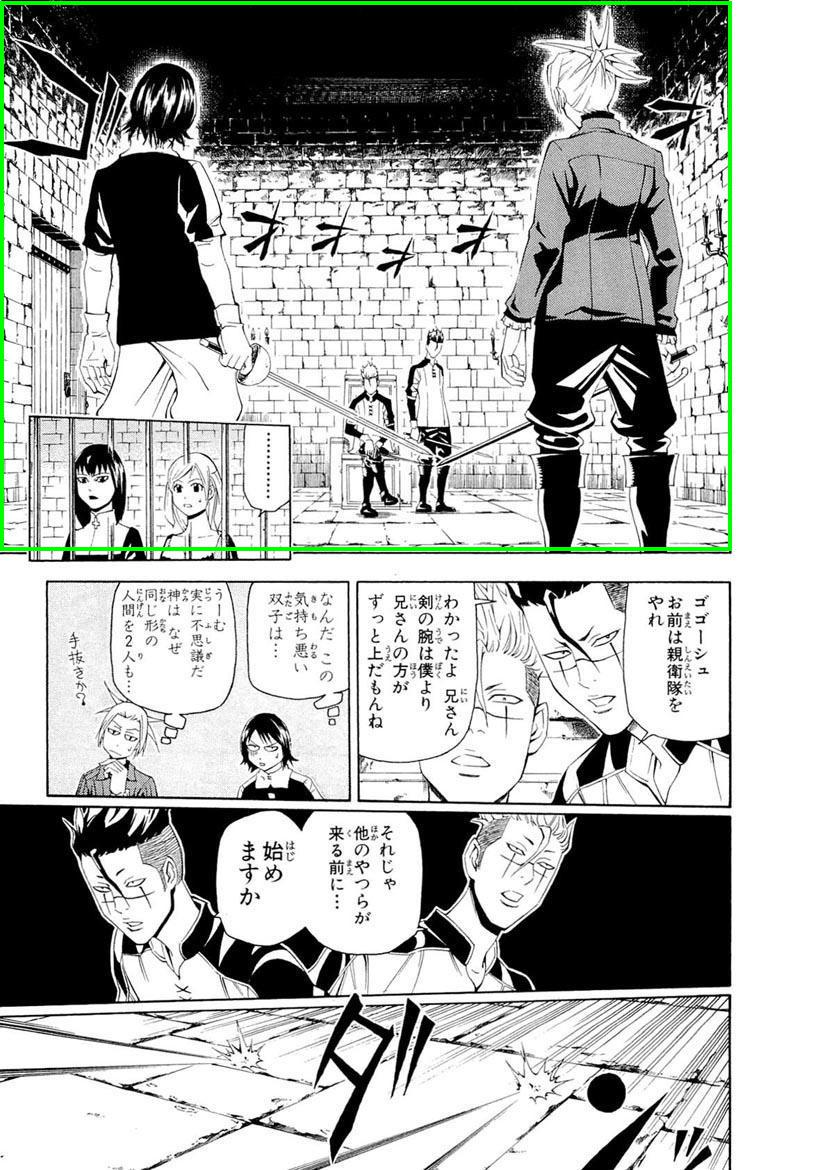 オオオオオ
………
ゴゴーシュ
お前は親衛隊を
やれ
わかったよ 兄さん
剣の腕は僕より
兄さんの方が
ずっと上だもんね
なんだ この
気持ち悪い
双子は…
うーむ
実に不思議だ
神は なぜ
同じ形の
人間を2人も…
手抜きか?
それじゃ
他のやつらが
来る前に…
始め
ますか
ダ